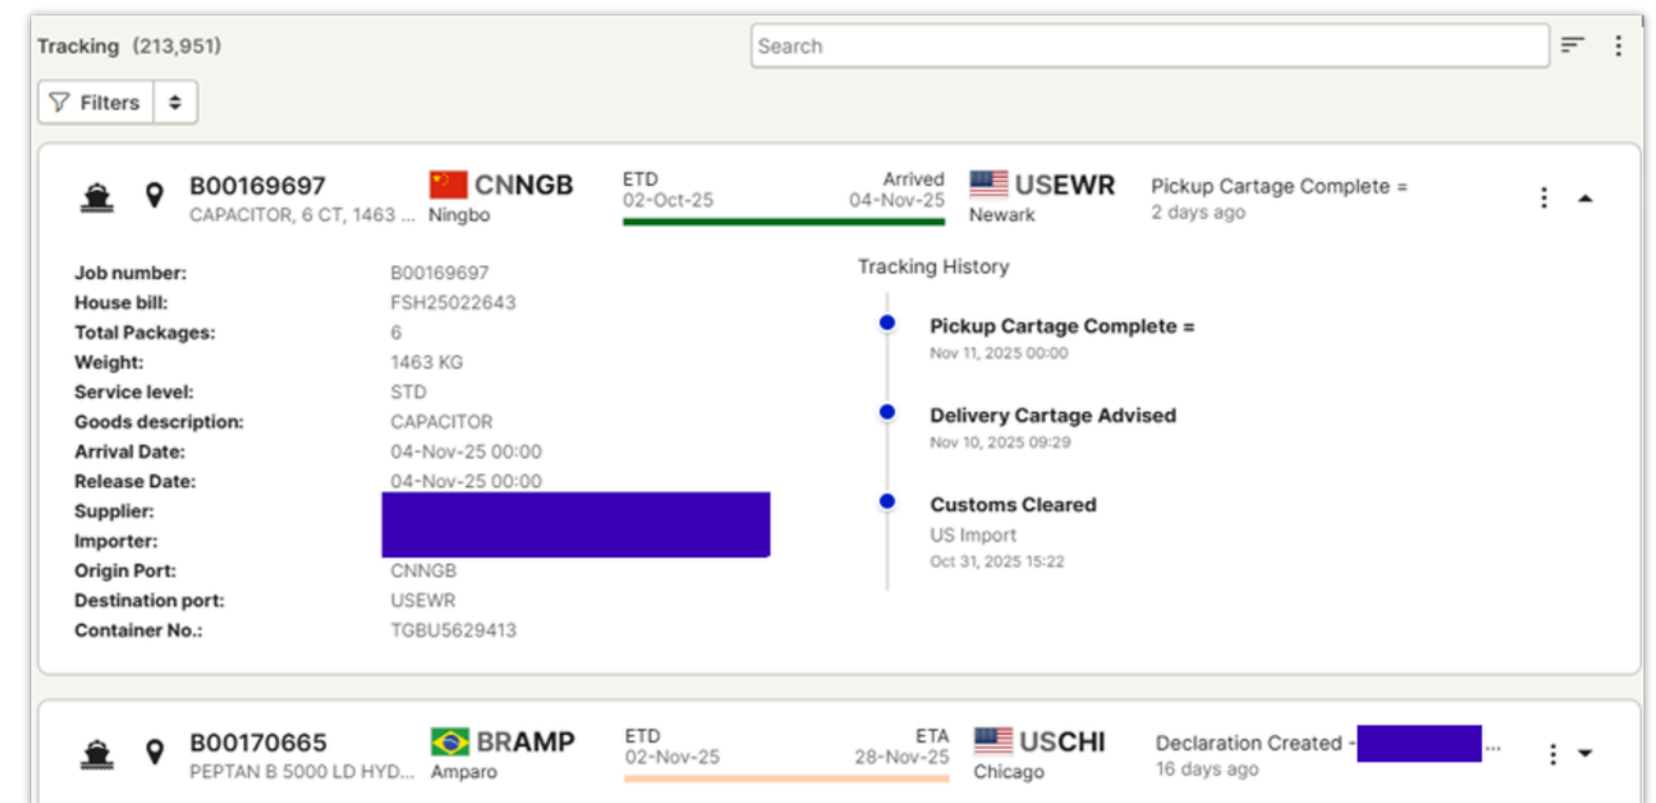 Tracking (213,951)
Search
Filters
B00169697
CAPACITOR, 6 CT, 1463 ...
CNNGB
Ningbo
ETD
02-Oct-25
Arrived
04-Nov-25
USEWR
Newark
Pickup Cartage Complete =
2 days ago
Job number: B00169697
House bill: FSH25022643
Total Packages: 6
Weight: 1463 KG
Service level: STD
Goods description: CAPACITOR
Arrival Date: 04-Nov-25 00:00
Release Date: 04-Nov-25 00:00
Supplier:
Importer:
Origin Port: CNNGB
Destination port: USEWR
Container No.: TGBU5629413
Tracking History
Pickup Cartage Complete =
Nov 11, 2025 00:00
Delivery Cartage Advised
Nov 10, 2025 09:29
Customs Cleared
US Import
Oct 31, 2025 15:22
B00170665
PEPTAN B 5000 LD HYD...
BRAMP
Amparo
ETD
02-Nov-25
ETA
28-Nov-25
USCHI
Chicago
Declaration Created - ...
16 days ago